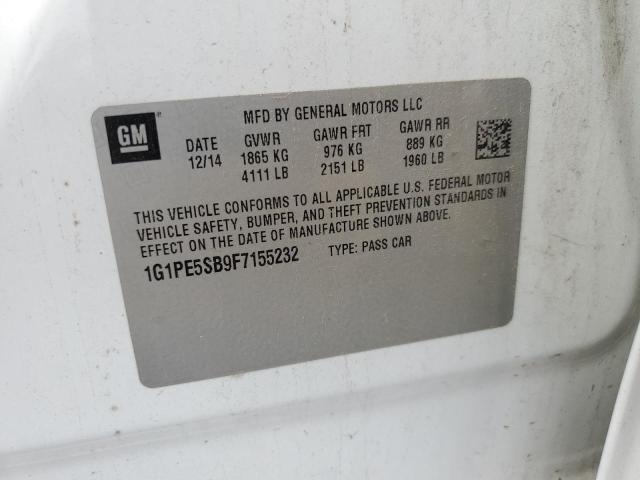 MFD BY GENERAL MOTORS LLC
GM
DATE GVWR GAWR FRT GAWR RR
12/14 1865 KG 976 KG 889 KG
4111 LB 2151 LB 1960 LB
THIS VEHICLE CONFORMS TO ALL APPLICABLE U.S. FEDERAL MOTOR
VEHICLE SAFETY, BUMPER, AND THEFT PREVENTION STANDARDS IN
EFFECT ON THE DATE OF MANUFACTURE SHOWN ABOVE.
1G1PE5SB9F7155232 TYPE: PASS CAR